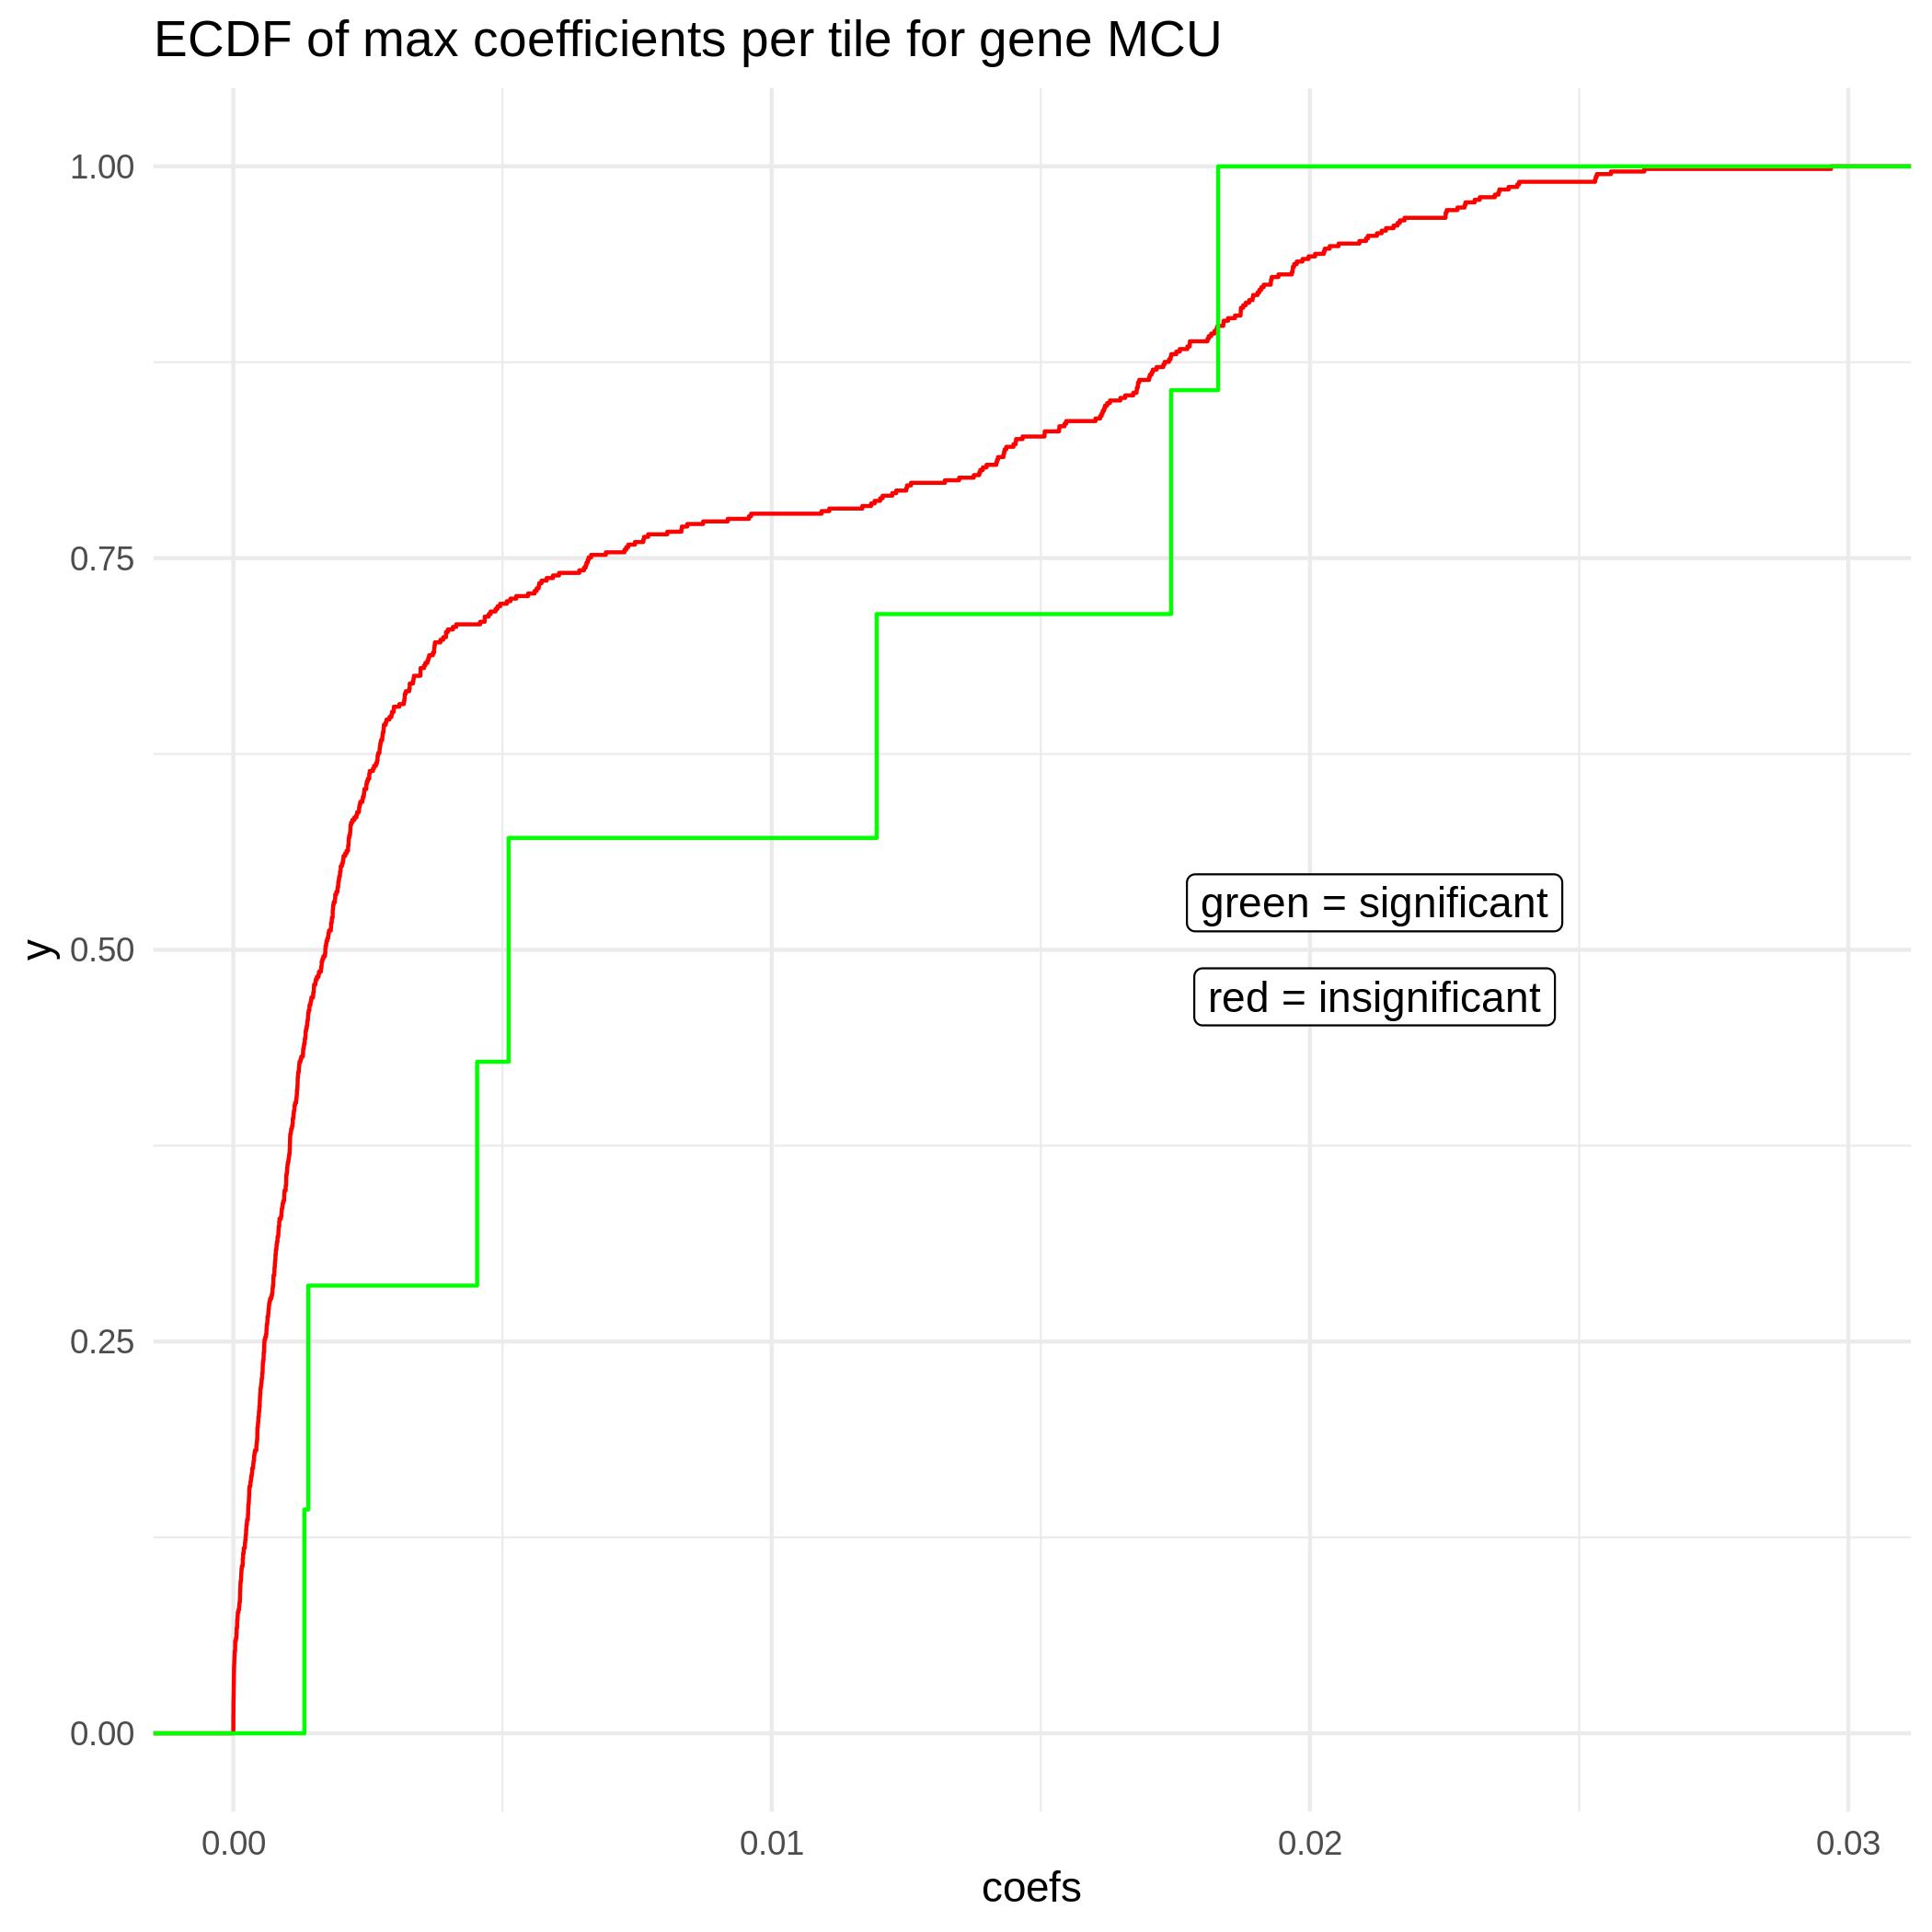 ECDF of max coefficients per tile for gene MCU
1.00
0.75
y
0.50
0.25
0.00
green = significant
red = insignificant
0.00 0.01 0.02 0.03
coefs